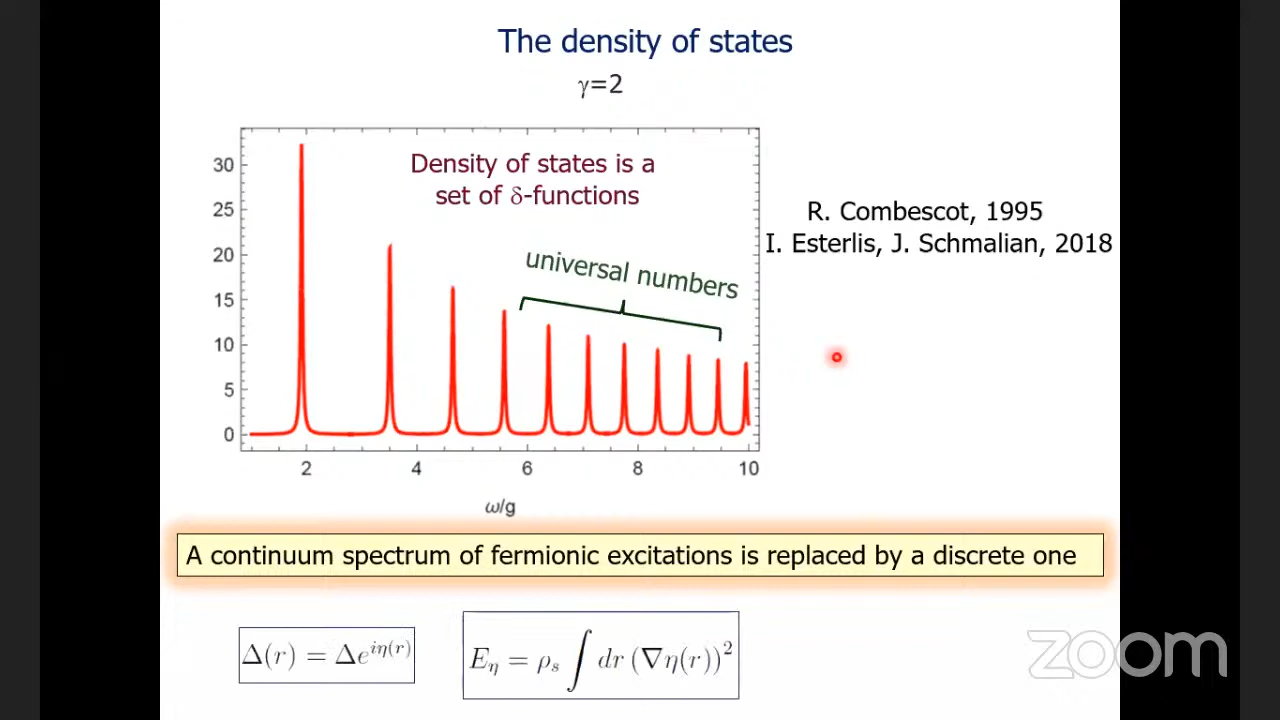 The density of states
γ=2
Density of states is a
set of δ-functions
universal numbers
30
25
20
15
10
5
0
2 4 6 8 10
ω/g
R. Combescot, 1995
I. Esterlis, J. Schmalian, 2018
A continuum spectrum of fermionic excitations is replaced by a discrete one
Δ(r) = Δe^{iη(r)}
E_η = ρ_s ∫ dr (∇η(r))²
zoom